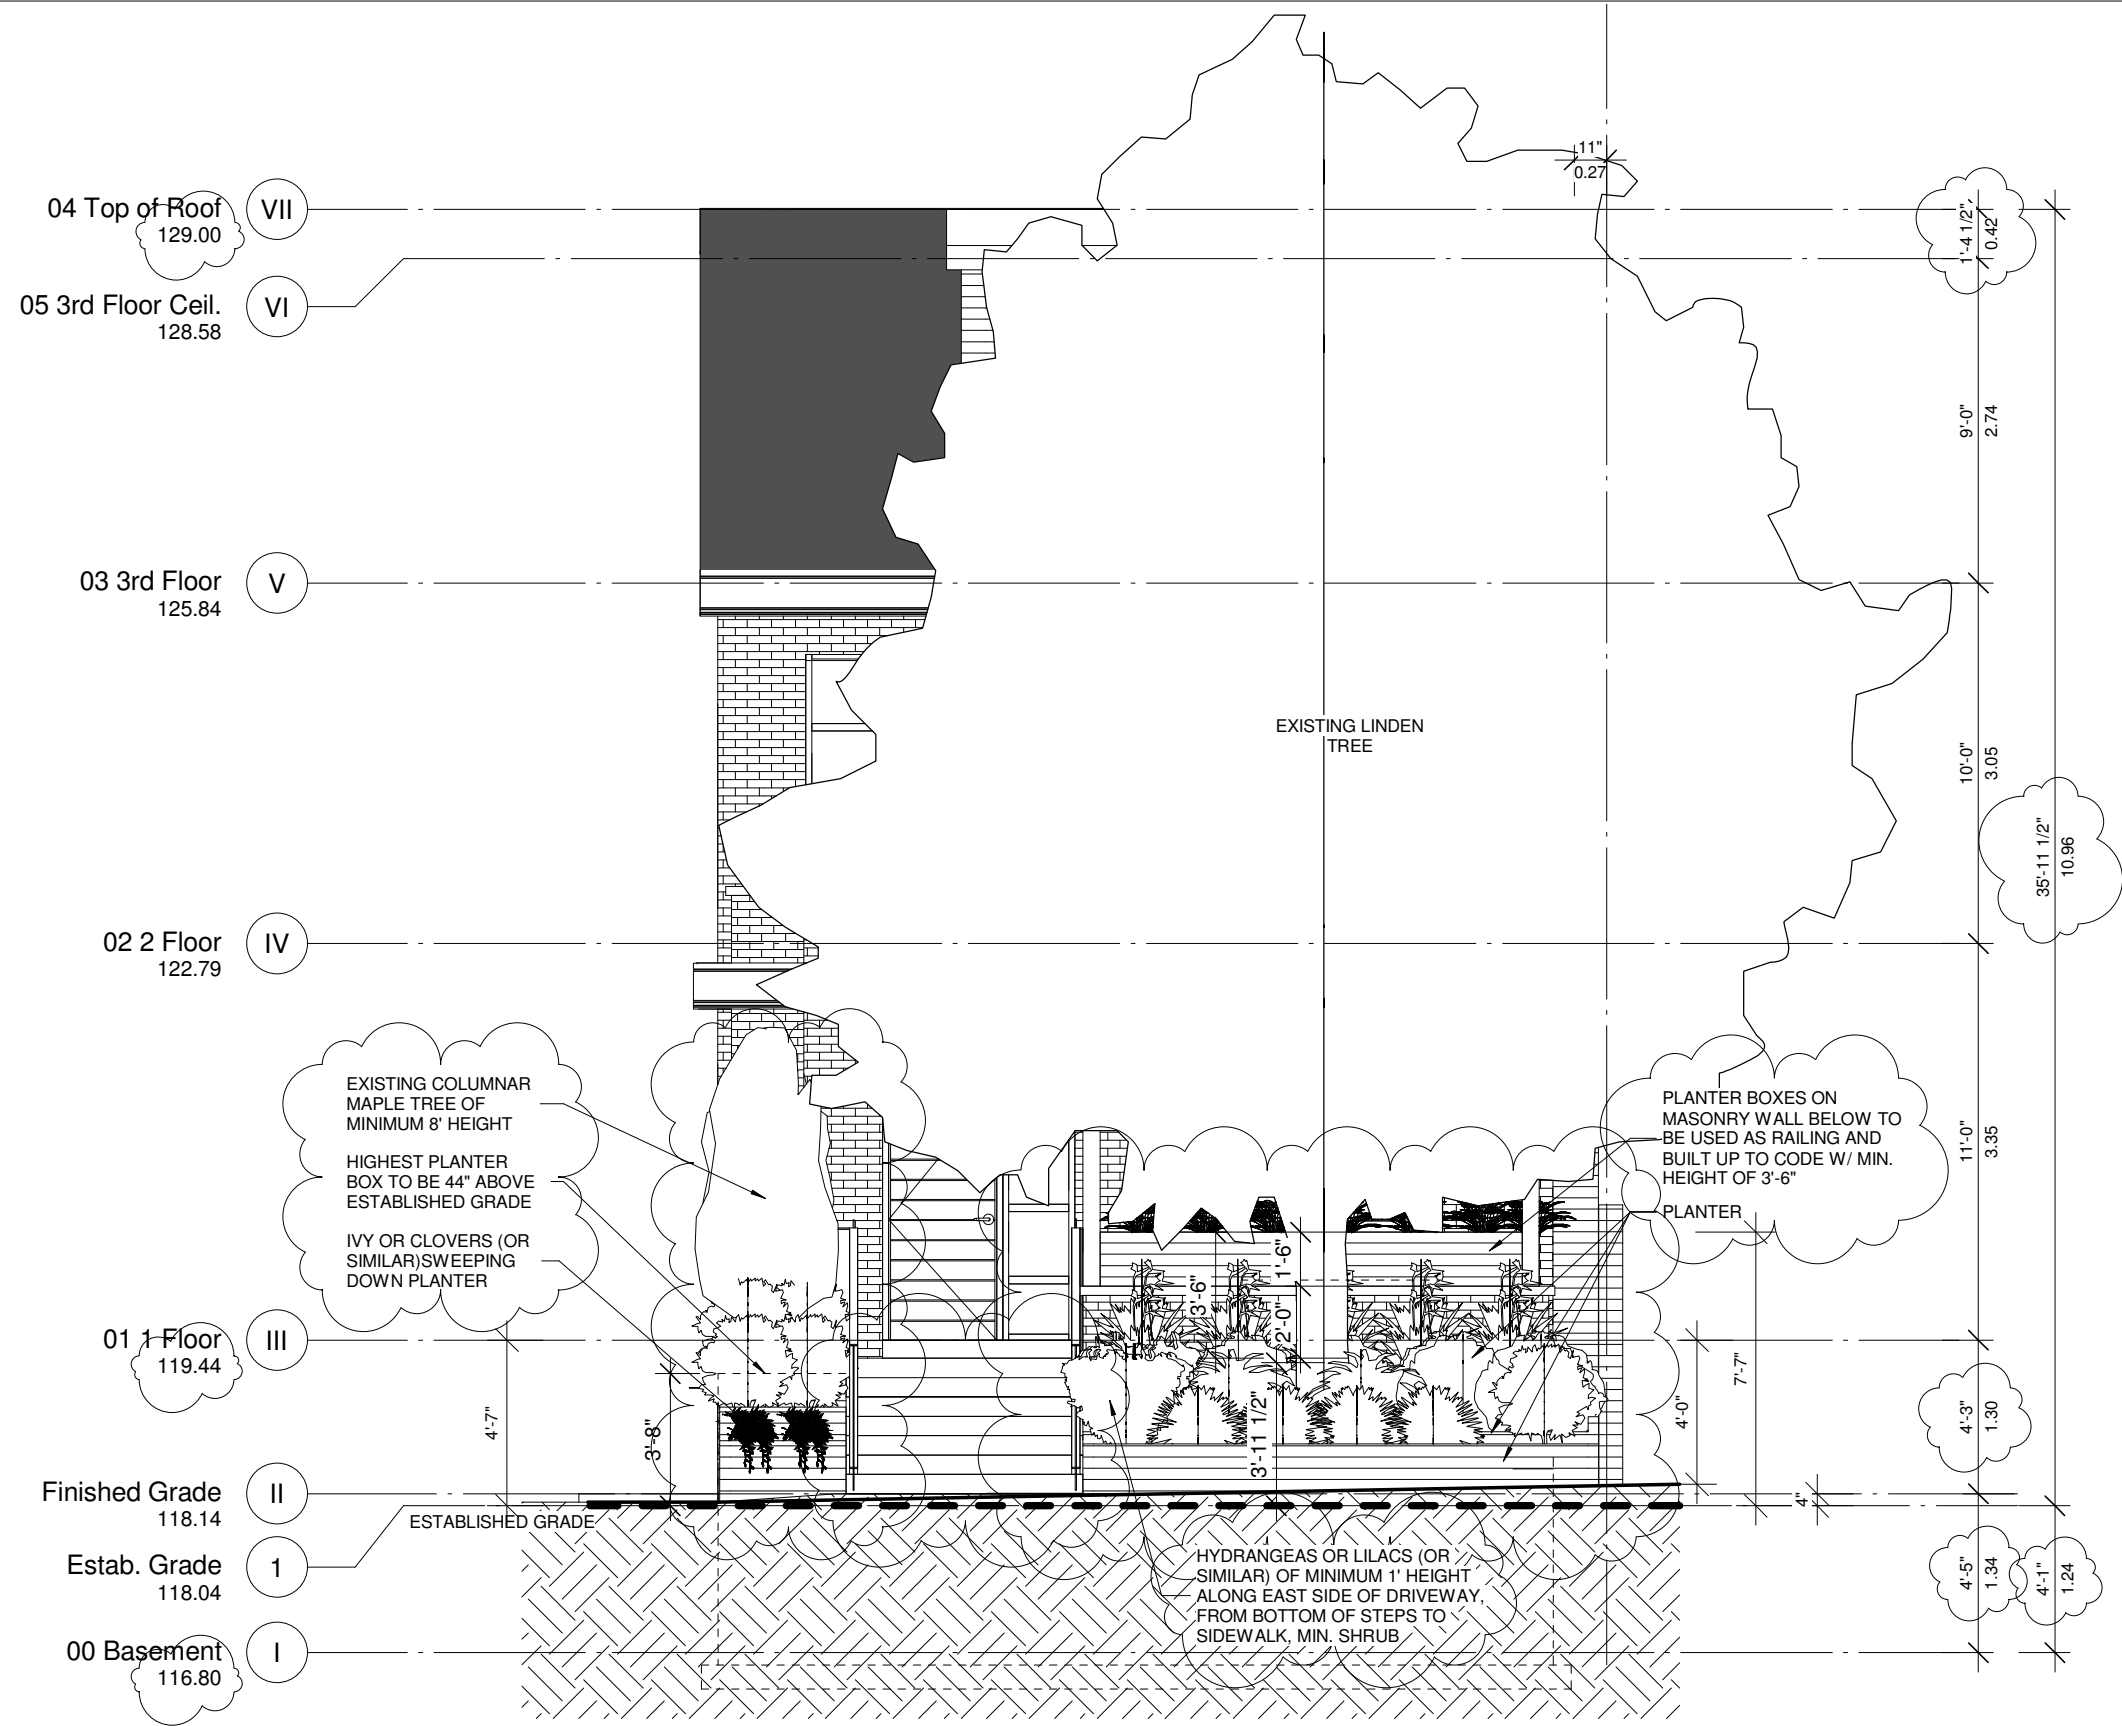 04 Top of Roof
129.00
VII
05 3rd Floor Ceil.
128.58
VI
03 3rd Floor
125.84
V
02 2 Floor
122.79
IV
01 1 Floor
119.44
III
Finished Grade
118.14
II
Estab. Grade
118.04
1
00 Basement
116.80
I
EXISTING COLUMNAR
MAPLE TREE OF
MINIMUM 8' HEIGHT
HIGHEST PLANTER
BOX TO BE 44" ABOVE
ESTABLISHED GRADE
IVY OR CLOVERS (OR
SIMILAR)SWEEPING
DOWN PLANTER
4'-7"
3'-8"
ESTABLISHED GRADE
EXISTING LINDEN
TREE
11"
0.27
3'-6"
1'-6"
2'-0"
3'-11 1/2"
HYDRANGEAS OR LILACS (OR
SIMILAR) OF MINIMUM 1' HEIGHT
ALONG EAST SIDE OF DRIVEWAY,
FROM BOTTOM OF STEPS TO
SIDEWALK, MIN. SHRUB
PLANTER BOXES ON
MASONRY WALL BELOW TO
BE USED AS RAILING AND
BUILT UP TO CODE W/ MIN.
HEIGHT OF 3'-6"
PLANTER
4'-0"
7'-7"
4"
1'-4 1/2"
0.42
9'-0"
2.74
10'-0"
3.05
11'-0"
3.35
4'-3"
1.30
4'-5"
1.34
35'-11 1/2"
10.96
4'-1"
1.24